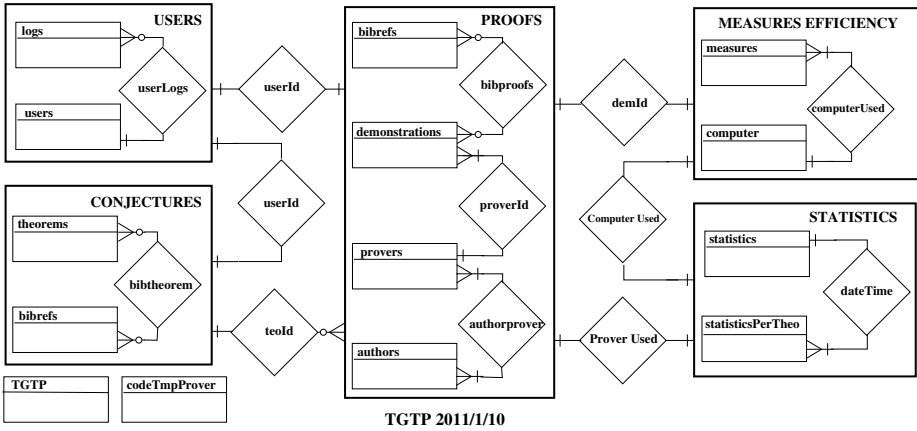 USERS
logs
userLogs
users
userId
userId
CONJECTURES
theorems
bibtheorem
bibrefs
teoId
TGTP
codeTmpProver
PROOFS
bibrefs
bibproofs
demonstrations
proverId
provers
authorprover
authors
demId
Computer Used
Prover Used
MEASURES EFFICIENCY
measures
computerUsed
computer
STATISTICS
statistics
dateTime
statisticsPerTheo
TGTP 2011/1/10